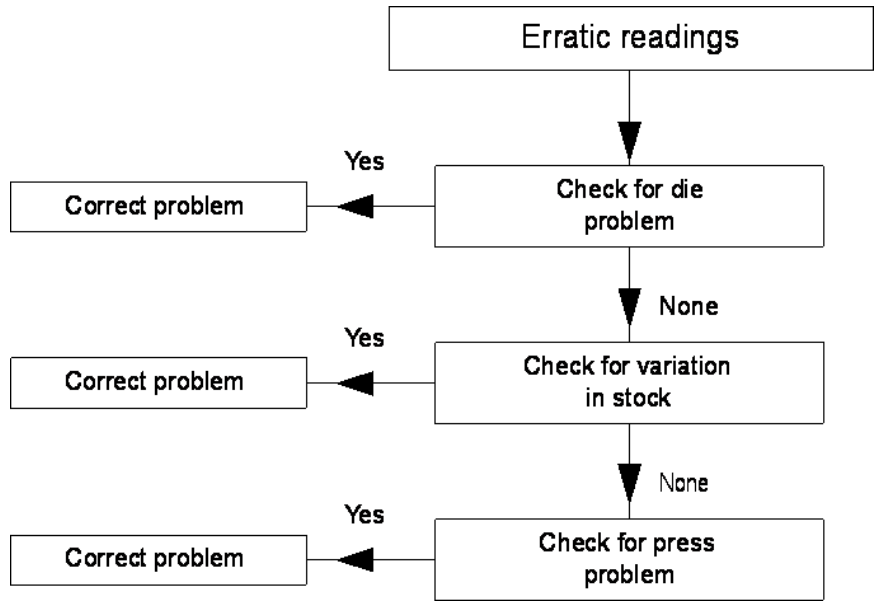 Erratic readings
Yes
Correct problem
Check for die
problem
None
Yes
Correct problem
Check for variation
in stock
None
Yes
Correct problem
Check for press
problem